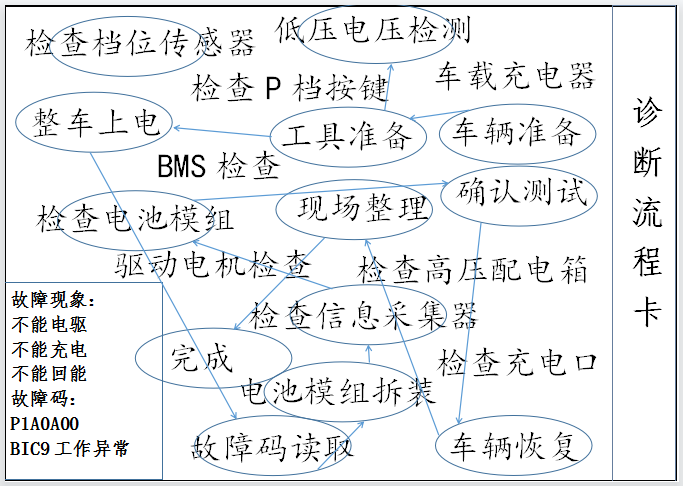 检查档位传感器
低压电压检测
检查P档按键
车载充电器
整车上电
工具准备
车辆准备
BMS检查
确认测试
检查电池模组
现场整理
驱动电机检查
检查高压配电箱
检查信息采集器
完成
检查充电口
电池模组拆装
故障码读取
车辆恢复
故障现象：
不能电驱
不能充电
不能回能
故障码：
P1A0A00
BIC9工作异常
诊断流程卡